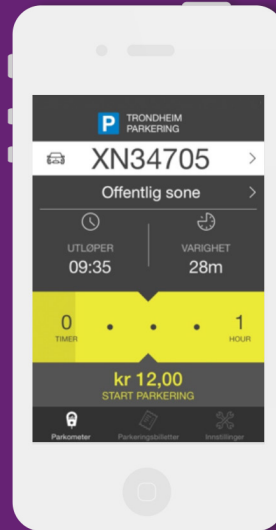 P TRONDHEIM
PARKERING
XN34705 >
Offentlig sone >
UTLØPER VARIGHET
09:35 28m
0 1
TIMER HOUR
kr 12,00
START PARKERING
Parkometer Parkeringsbilletter Innstillinger